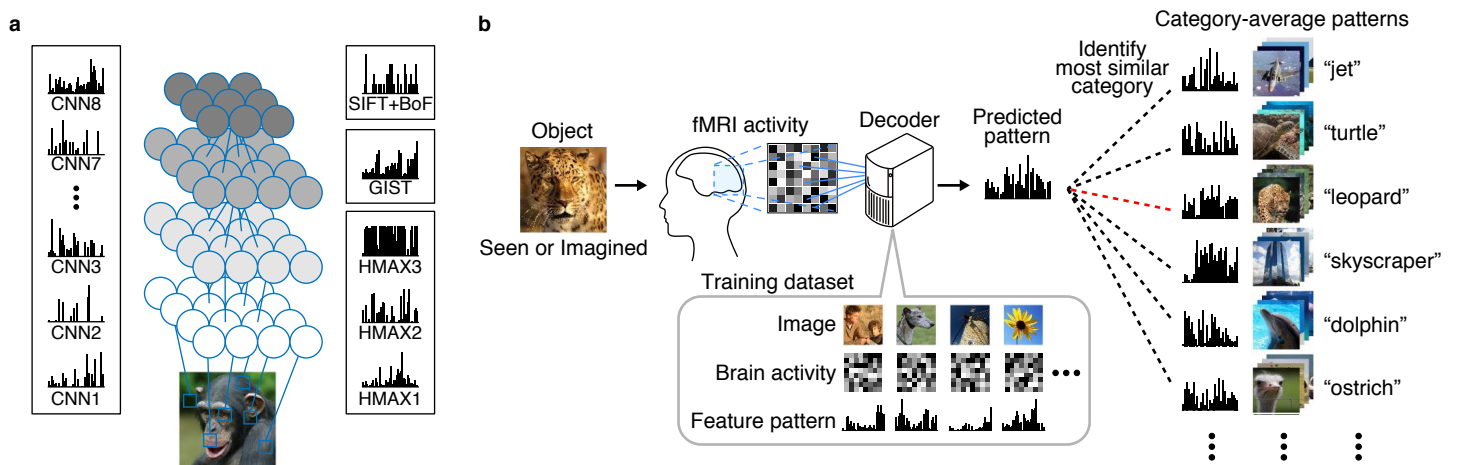 a
CNN8
CNN7
CNN3
CNN2
CNN1
SIFT+BoF
GIST
HMAX3
HMAX2
HMAX1
b
Object
Seen or Imagined
fMRI activity
Decoder
Predicted
pattern
Identify
most similar
category
Category-average patterns
“jet”
“turtle”
“leopard”
“skyscraper”
“dolphin”
“ostrich”
Training dataset
Image
Brain activity
Feature pattern